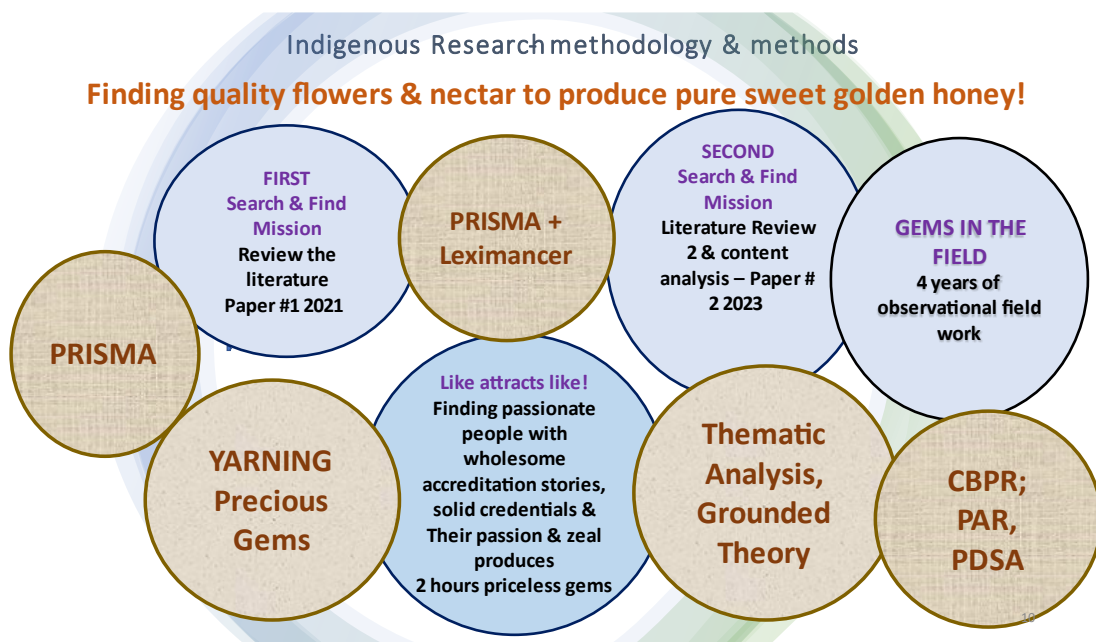 Indigenous Research methodology & methods
Finding quality flowers & nectar to produce pure sweet golden honey!
PRISMA
FIRST
Search & Find
Mission
Review the
literature
Paper #1 2021
PRISMA +
Leximancer
SECOND
Search & Find
Mission
Literature Review
2 & content
analysis – Paper #
2 2023
GEMS IN THE
FIELD
4 years of
observational field
work
YARNING
Precious
Gems
Like attracts like!
Finding passionate
people with
wholesome
accreditation stories,
solid credentials &
Their passion & zeal
produces
2 hours priceless gems
Thematic
Analysis,
Grounded
Theory
CBPR;
PAR,
PDSA